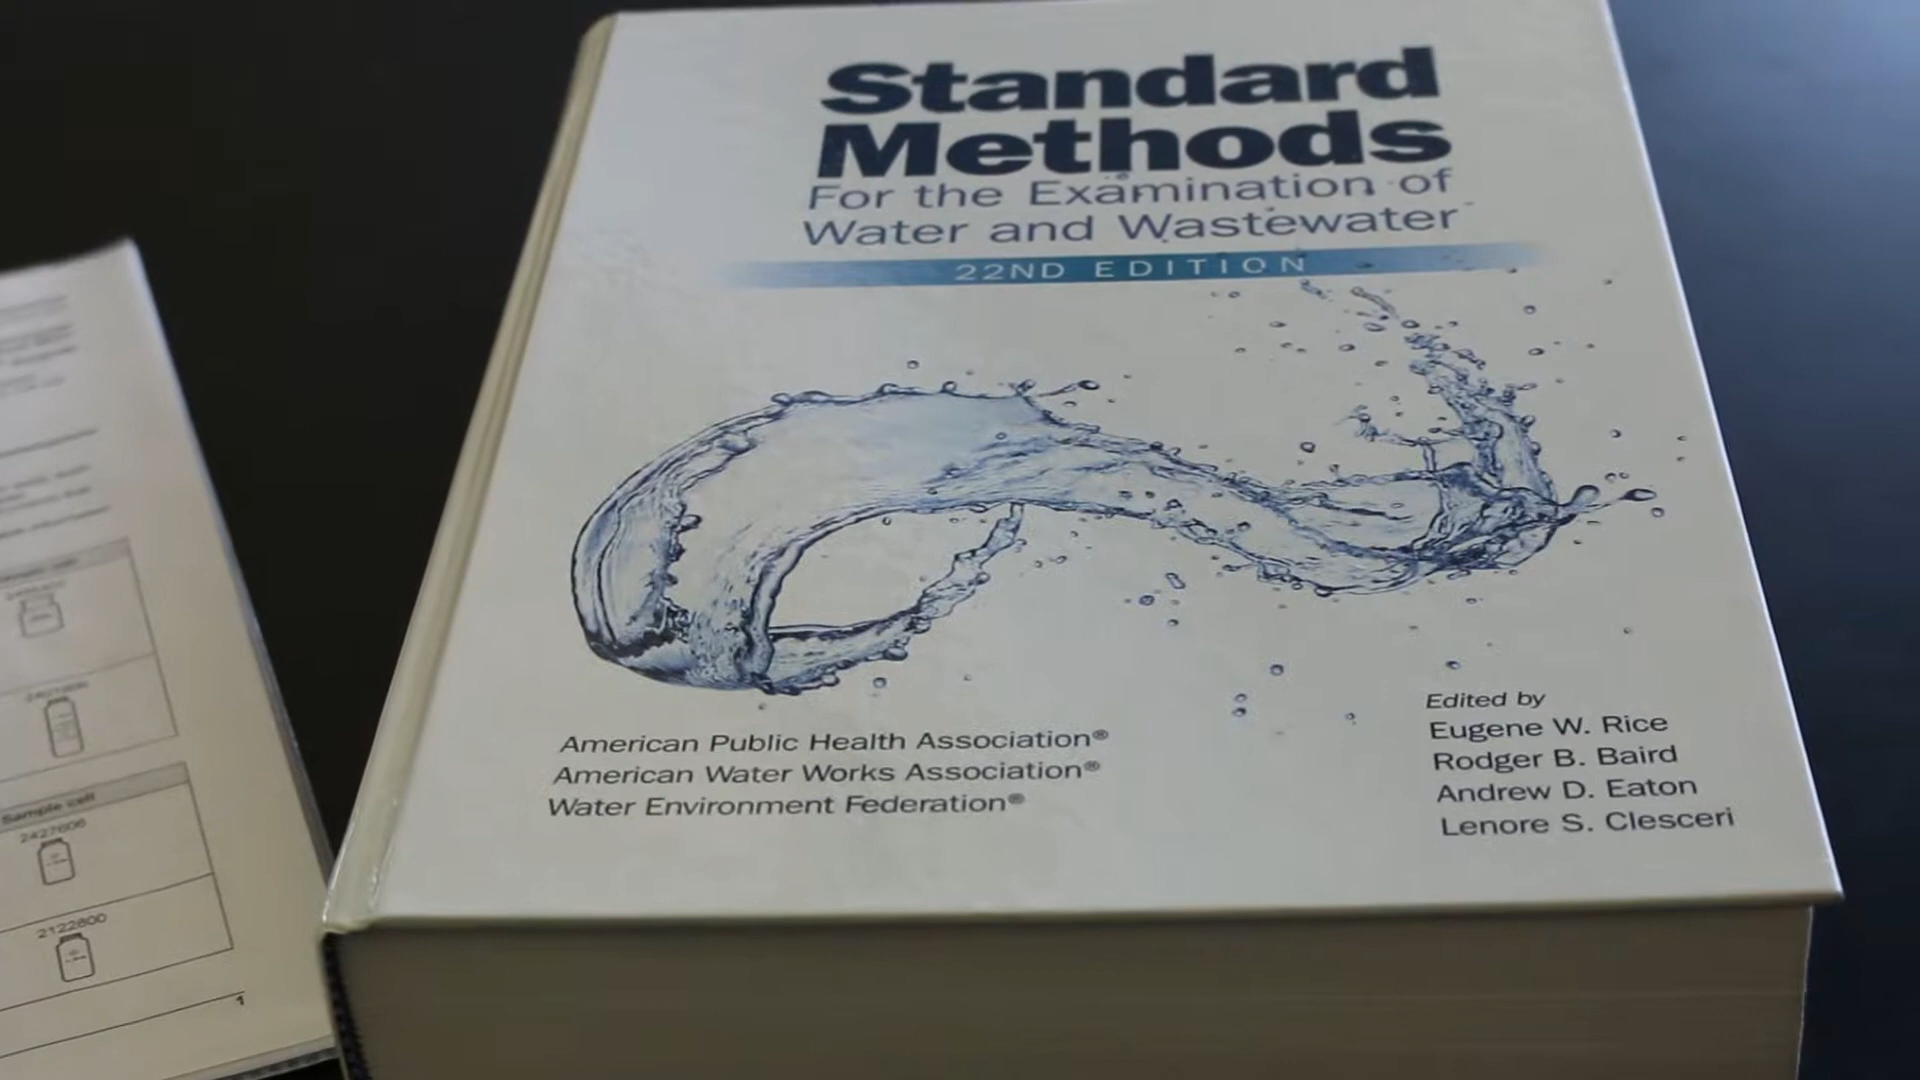 Standard
Methods
For the Examination of
Water and Wastewater
22ND EDITION
American Public Health Association®
American Water Works Association®
Water Environment Federation®
Edited by
Eugene W. Rice
Rodger B. Baird
Andrew D. Eaton
Lenore S. Clesceri
Sample cell
2427606
2122800
1